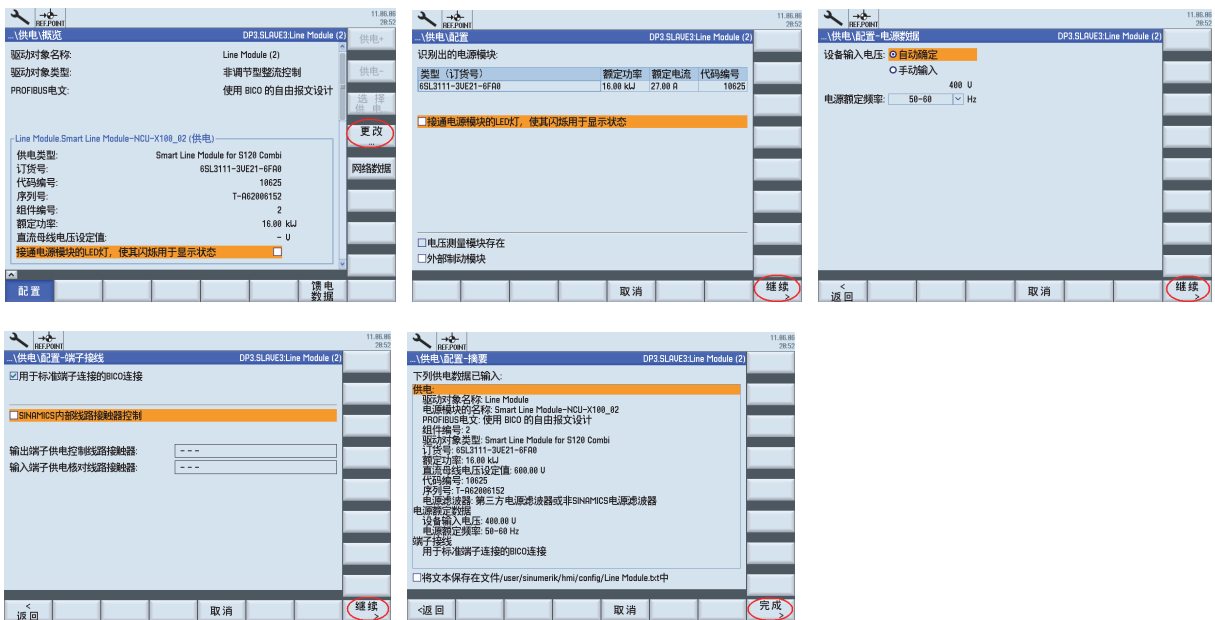 REF.POINT
11.06.06
20:52
...\供电\概览
DP3.SLAVE3:Line Module (2)
供电+
驱动对象名称:
Line Module (2)
驱动对象类型:
非调节型整流控制
供电-
PROFIBUS电文:
使用 BICO 的自由报文设计
选 择
供 电
更 改
...
Line Module.Smart Line Module-NCU-X100_02 (供电)
供电类型:
Smart Line Module for S120 Combi
订货号:
6SL3111-3VE21-6FA0
网络数据
代码编号:
10625
序列号:
T-A62006152
组件编号:
2
额定功率:
16.00 kW
直流母线电压设定值:
- V
接通电源模块的LED灯，使其闪烁用于显示状态
配 置
馈 电
数 据
REF.POINT
11.06.06
20:52
...\供电\配置
DP3.SLAVE3:Line Module (2)
识别出的电源模块:
类型（订货号） 额定功率 额定电流 代码编号
6SL3111-3VE21-6FA0 16.00 kW 27.00 A 10625
接通电源模块的LED灯，使其闪烁用于显示状态
电压测量模块存在
外部制动模块
取 消
继 续
>
REF.POINT
11.06.06
20:52
...\供电\配置-电源数据
DP3.SLAVE3:Line Module (2)
设备输入电压: 自动确定
手动输入
400 V
电源额定频率: 50-60 Hz
<
返 回
取 消
继 续
>
REF.POINT
11.06.06
20:52
...\供电\配置-端子接线
DP3.SLAVE3:Line Module (2)
用于标准端子连接的BICO连接
SINAMICS内部线路接触器控制
输出端子供电控制线路接触器: ---
输入端子供电核对线路接触器: ---
<
返 回
取 消
继 续
>
REF.POINT
11.06.06
20:52
...\供电\配置-摘要
DP3.SLAVE3:Line Module (2)
下列供电数据已输入:
供电:
驱动对象名称: Line Module
电源模块的名称: Smart Line Module-NCU-X100_02
PROFIBUS电文: 使用 BICO 的自由报文设计
组件编号: 2
驱动对象类型: Smart Line Module for S120 Combi
订货号: 6SL3111-3VE21-6FA0
额定功率: 16.00 kW
直流母线电压设定值: 600.00 V
代码编号: 10625
序列号: T-A62006152
电源滤波器: 第三方电源滤波器或非SINAMICS电源滤波器
电源额定数据
设备输入电压: 400.00 V
电源额定频率: 50-60 Hz
端子接线
用于标准端子连接的BICO连接
将文本保存在文件/user/sinumerik/hmi/config/Line Module.txt中
<返 回
取 消
完 成
>